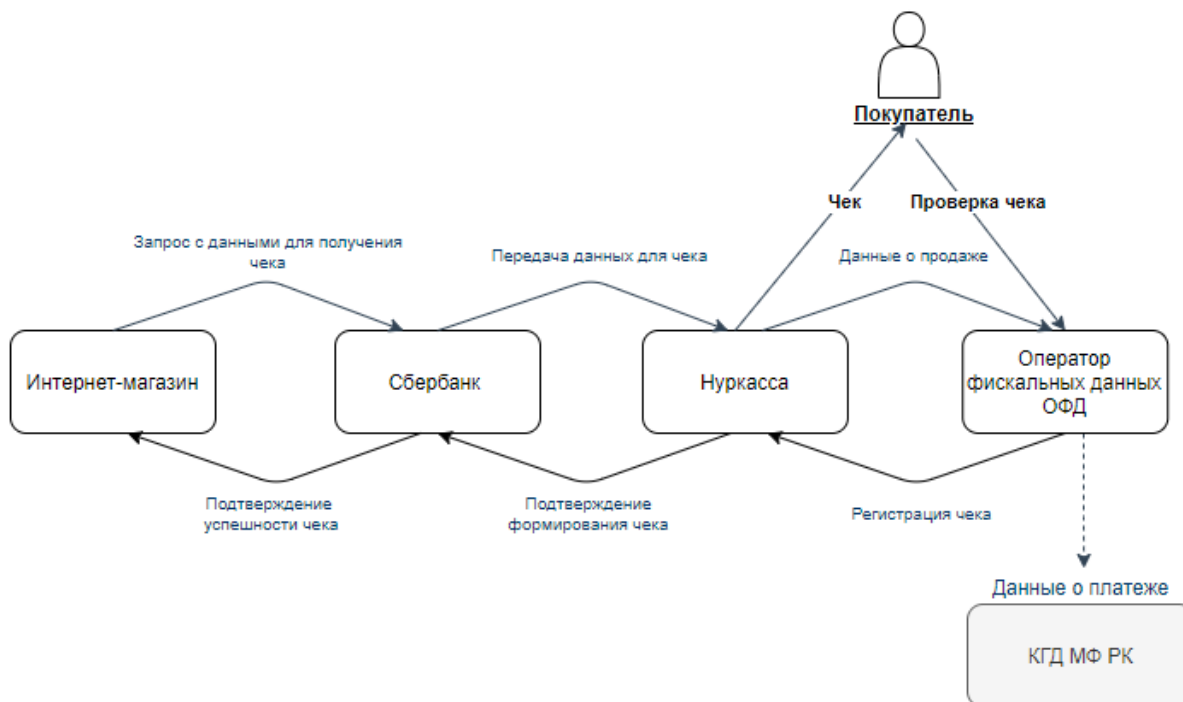 Покупатель
Чек
Проверка чека
Запрос с данными для получения
чека
Передача данных для чека
Данные о продаже
Интернет-магазин
Сбербанк
Нуркасса
Оператор
фискальных данных
ОФД
Подтверждение
успешности чека
Подтверждение
формирования чека
Регистрация чека
Данные о платеже
КГД МФ РК